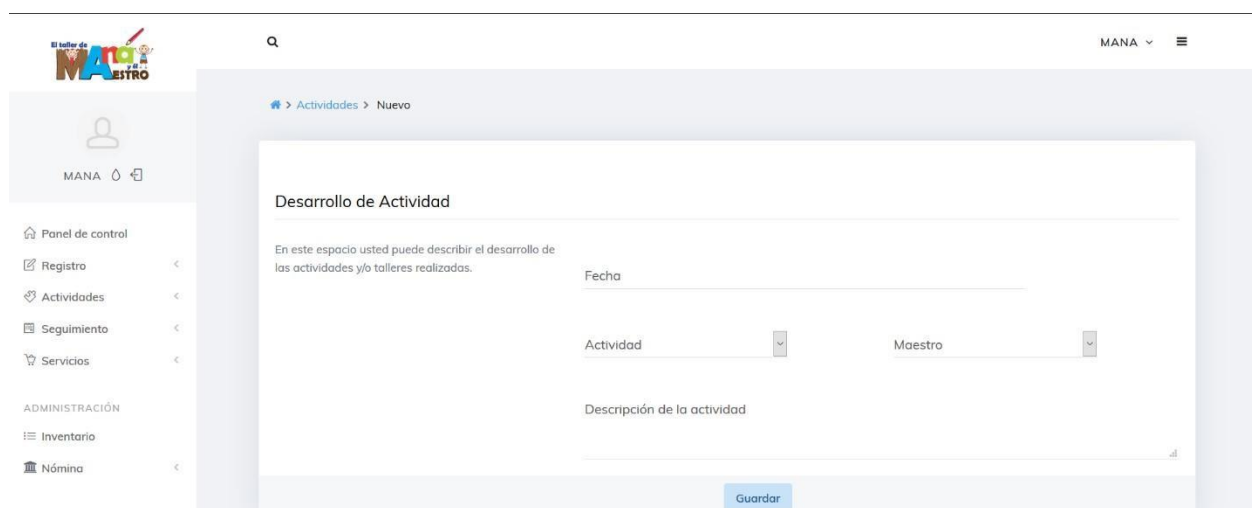 El taller de
MANá
y el
MAESTRO
MANA
Actividades > Nuevo
MANA
Desarrollo de Actividad
Panel de control
Registro
Actividades
Seguimiento
Servicios
ADMINISTRACIÓN
Inventario
Nómina
En este espacio usted puede describir el desarrollo de
las actividades y/o talleres realizadas.
Fecha
Actividad
Maestro
Descripción de la actividad
Guardar